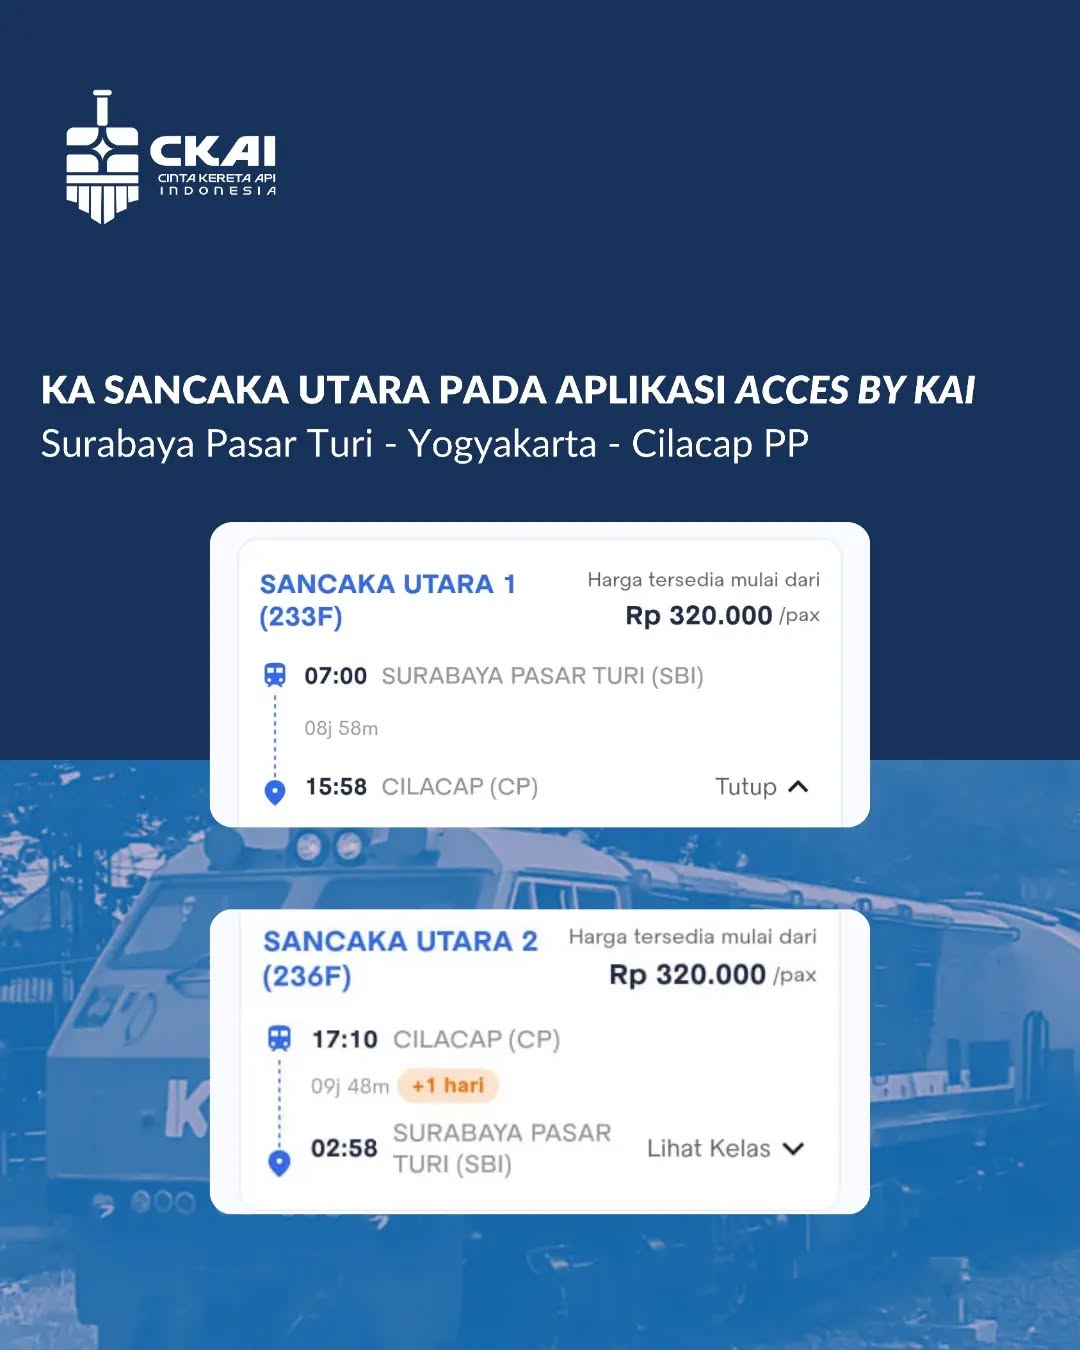 CKAI
CINTA KERETA API
INDONESIA
KA SANCAKA UTARA PADA APLIKASI ACCES BY KAI
Surabaya Pasar Turi - Yogyakarta - Cilacap PP
SANCAKA UTARA 1
(233F)
Harga tersedia mulai dari
Rp 320.000 /pax
07:00 SURABAYA PASAR TURI (SBI)
08j 58m
15:58 CILACAP (CP)
Tutup
SANCAKA UTARA 2
(236F)
Harga tersedia mulai dari
Rp 320.000 /pax
17:10 CILACAP (CP)
09j 48m +1 hari
02:58 SURABAYA PASAR
TURI (SBI)
Lihat Kelas
K